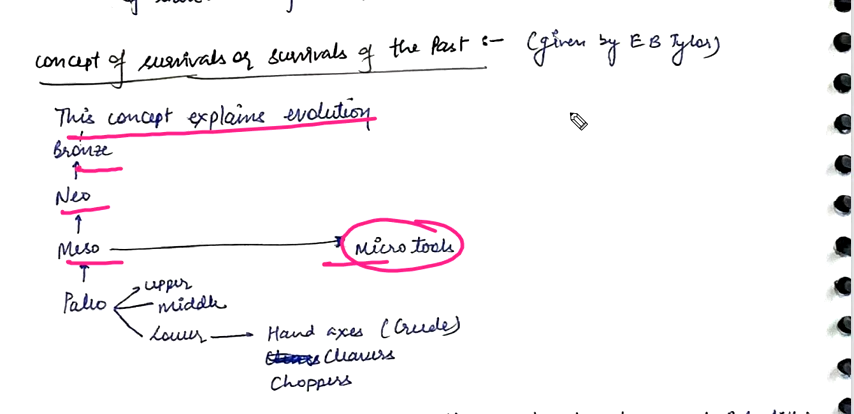 concept of survivals or survivals of the Past :- (given by E B Tylor)
This concept explains evolution
Bronze
Neo
Meso → Micro tools
Paleo
upper
Middle
Lower → Hand axes (Crude)
Cleavers
Choppers